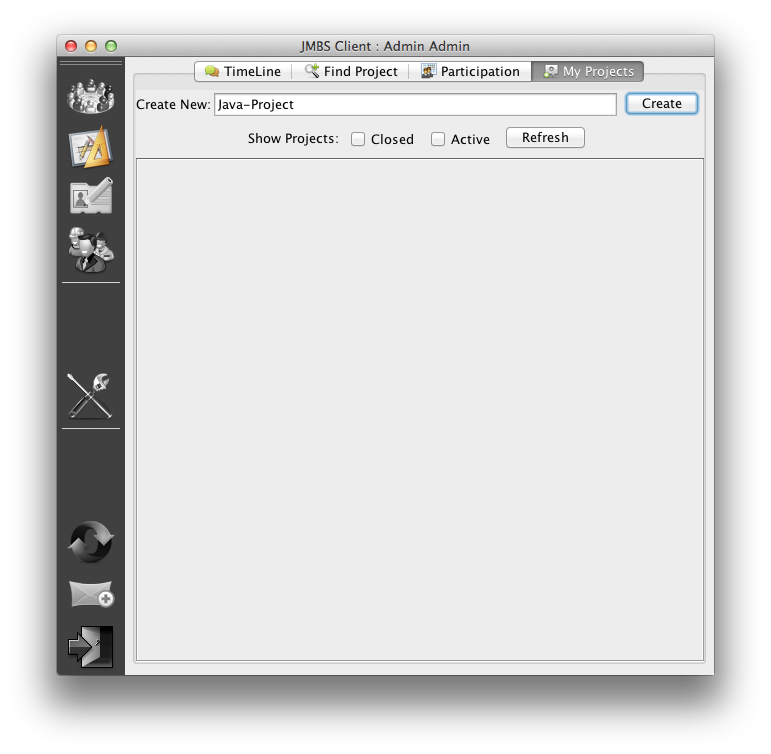 JMBS Client : Admin Admin
TimeLine Find Project Participation My Projects
Create New: Java-Project Create
Show Projects: Closed Active Refresh